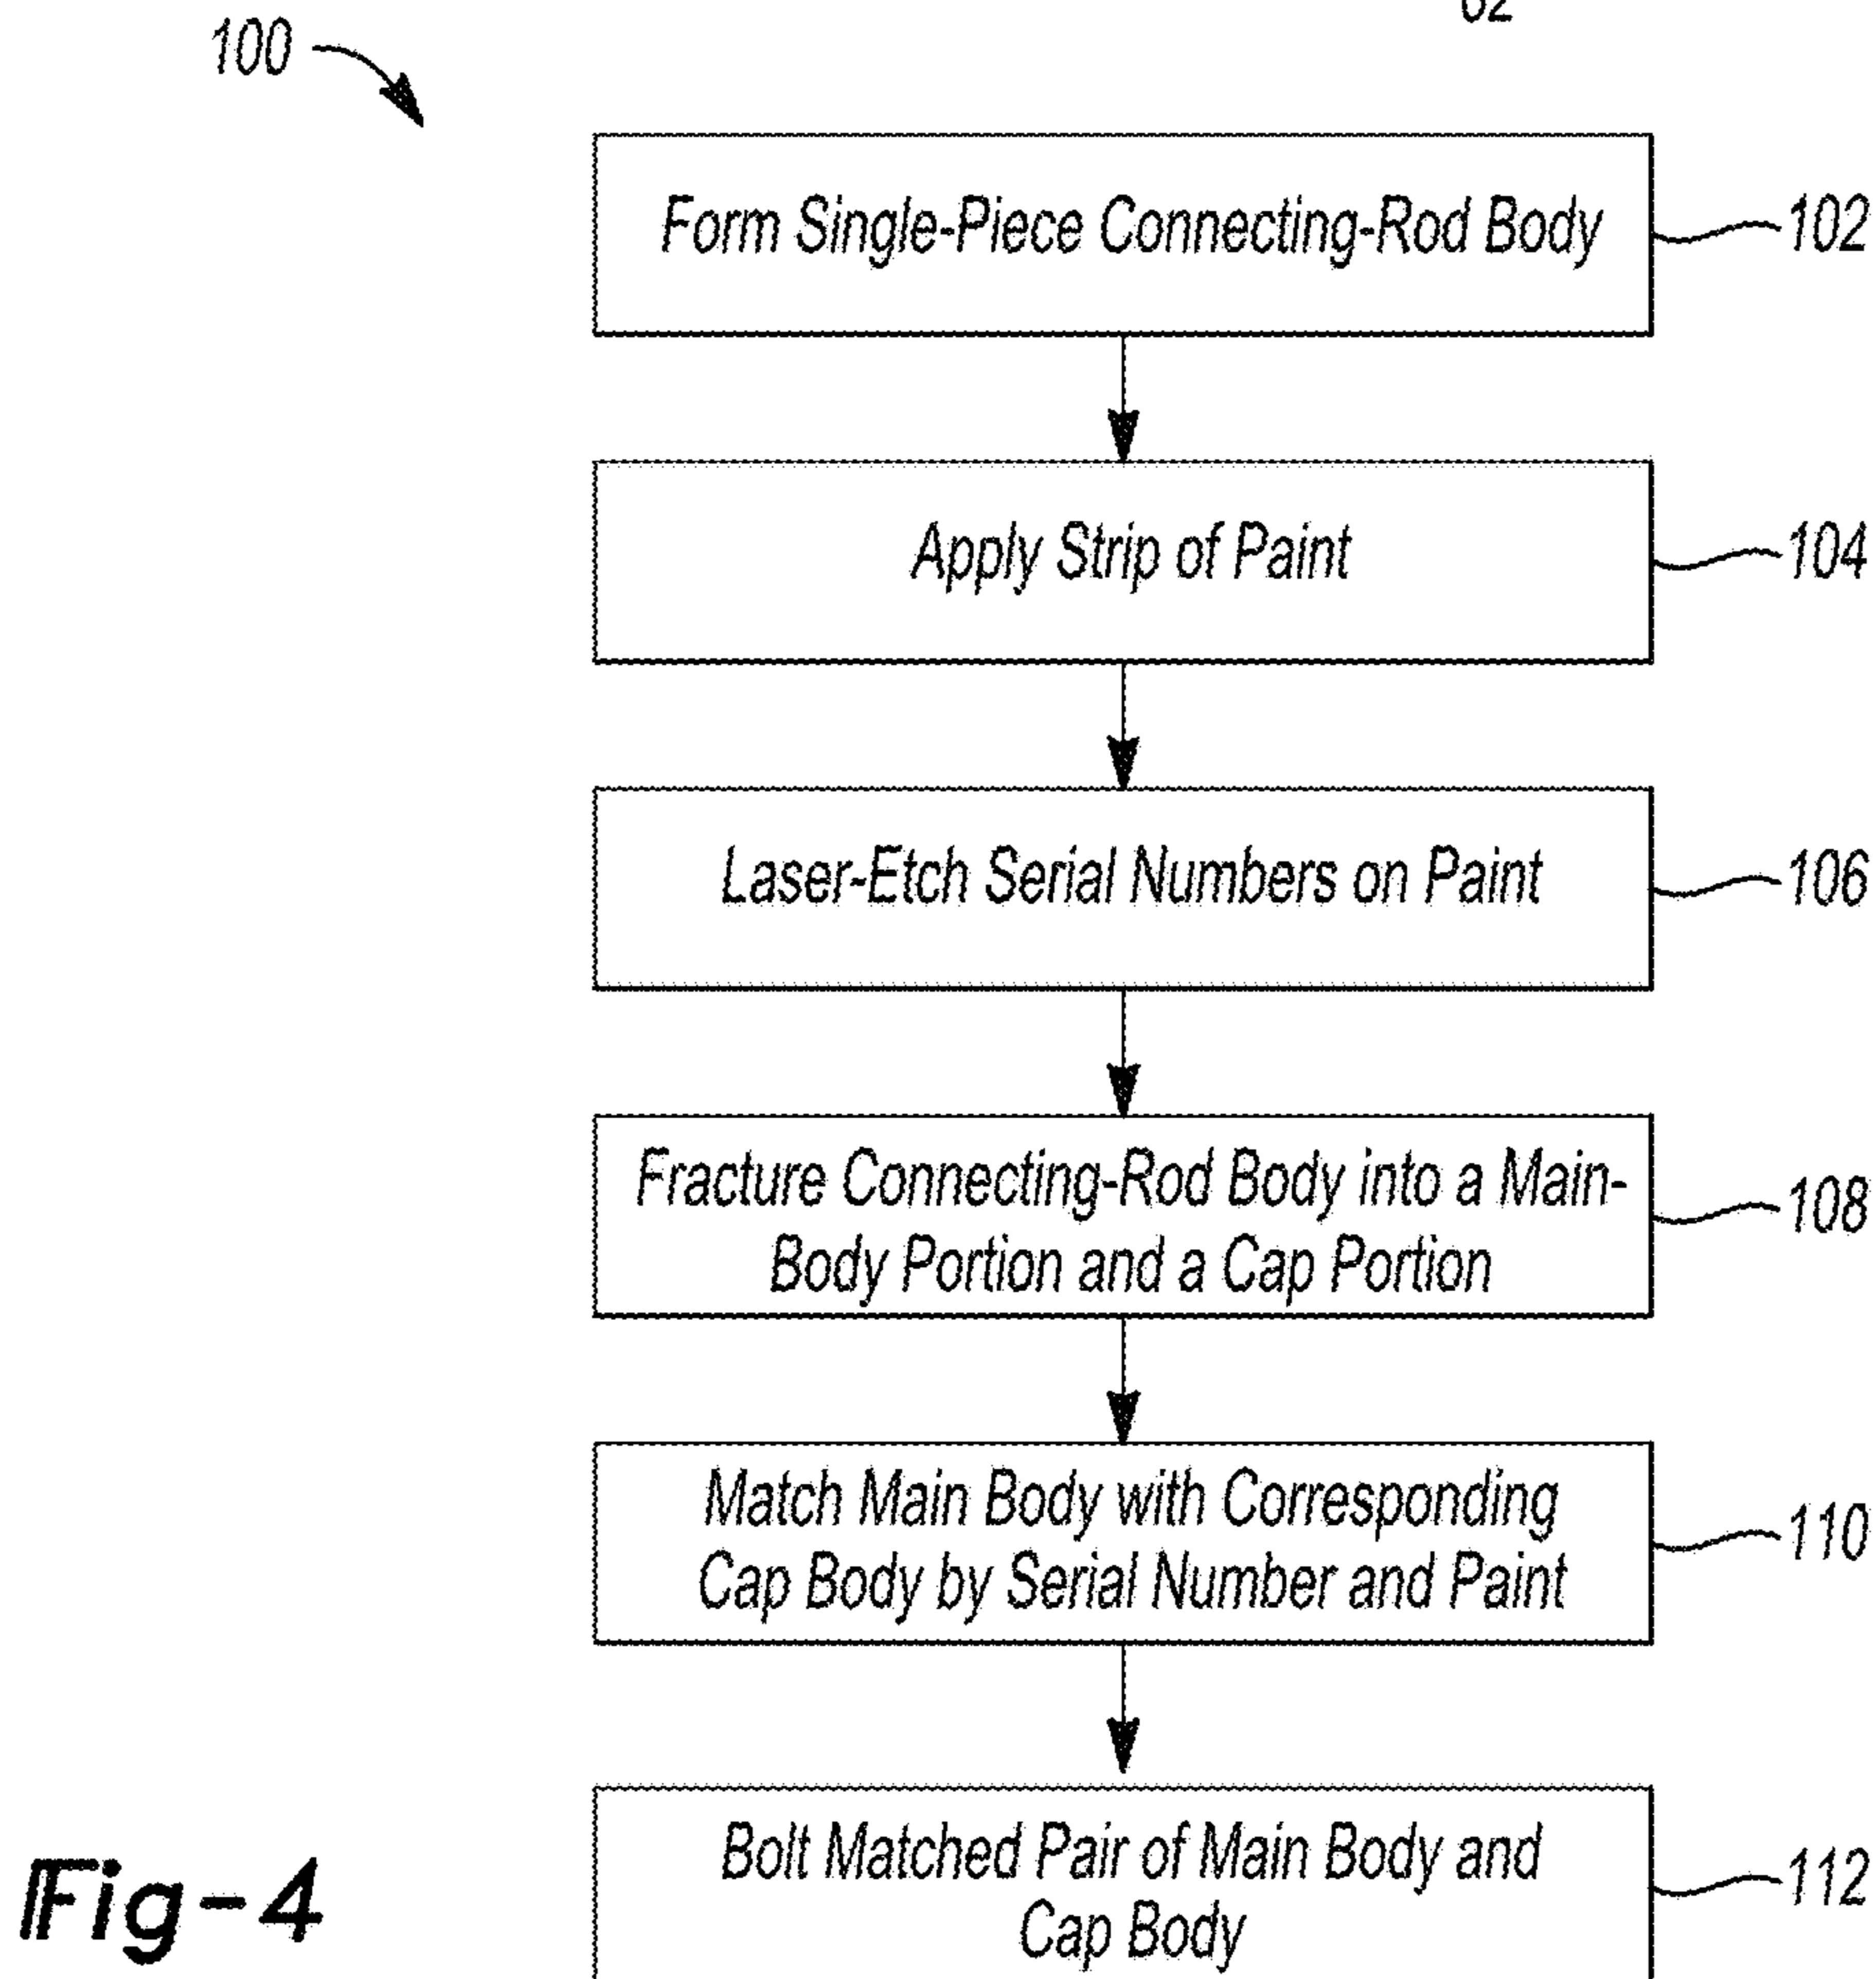 100
Form Single-Piece Connecting-Rod Body
102
Apply Strip of Paint
104
Laser-Etch Serial Numbers on Paint
106
Fracture Connecting-Rod Body into a Main-
Body Portion and a Cap Portion
108
Match Main Body with Corresponding
Cap Body by Serial Number and Paint
110
Bolt Matched Pair of Main Body and
Cap Body
112
Fig-4